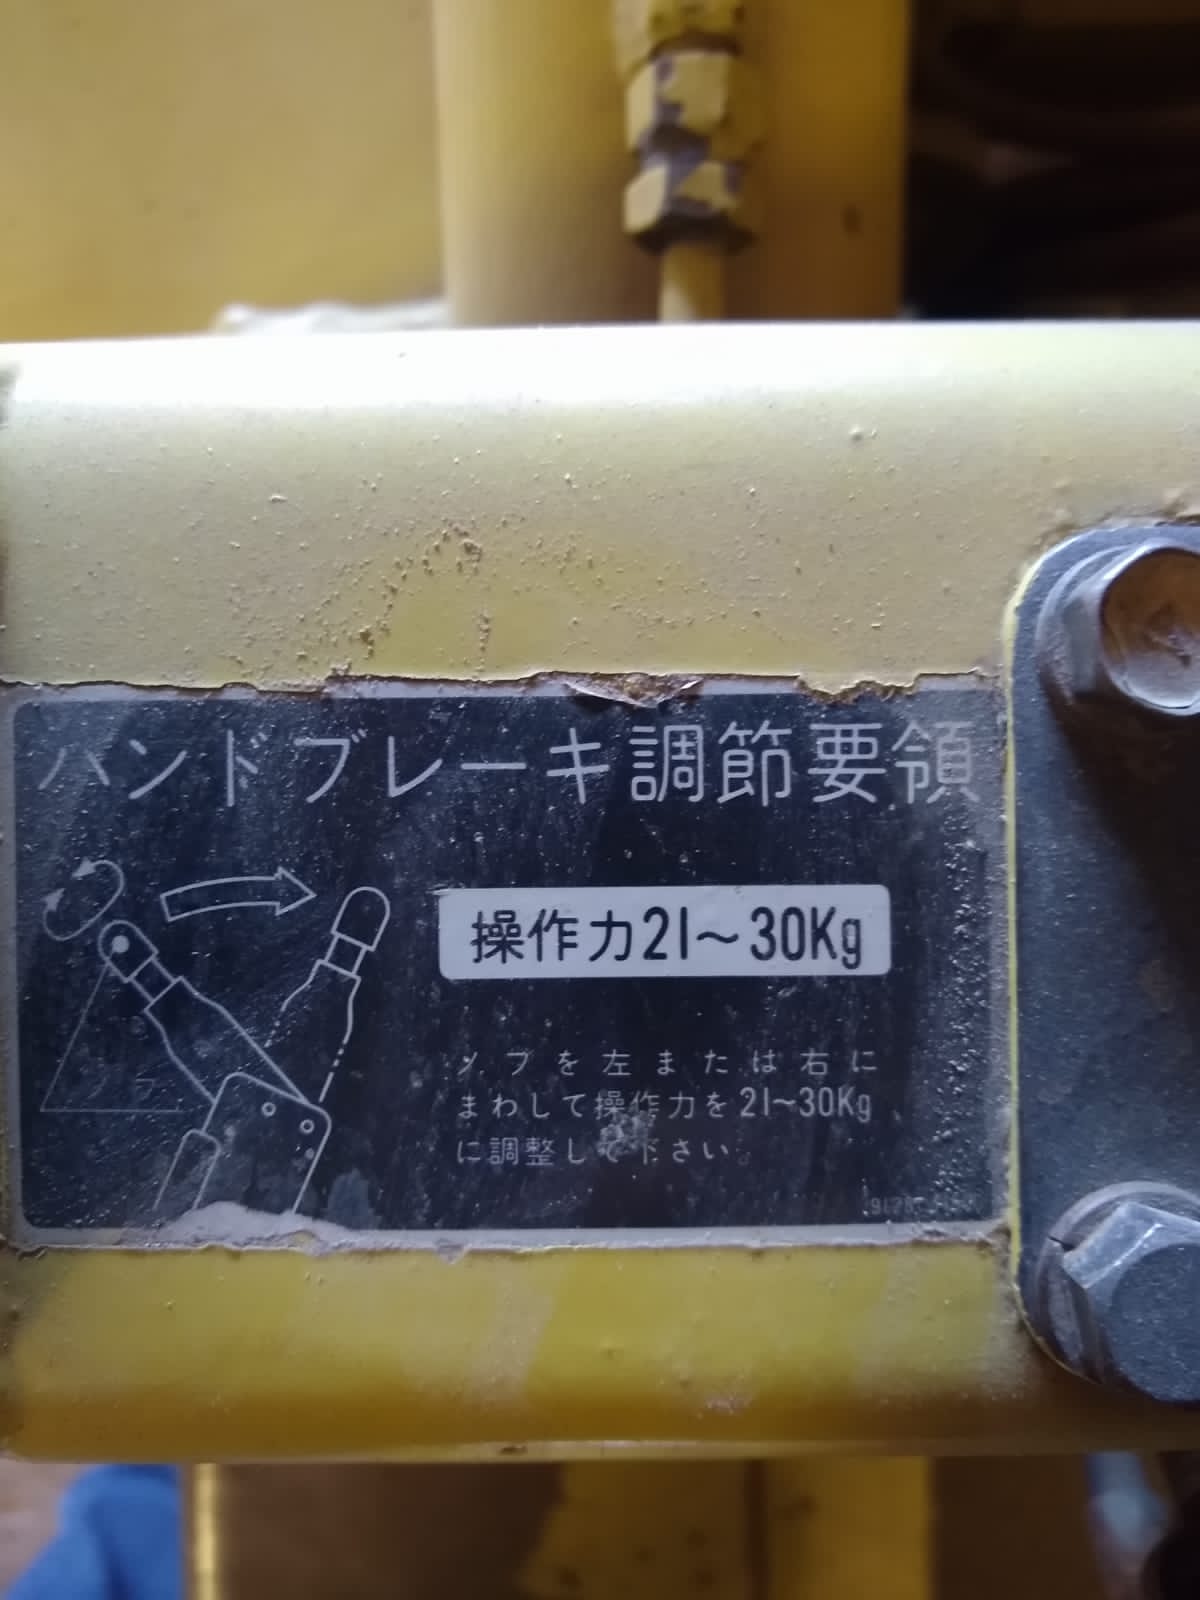 ハンドブレーキ調節要領
操作力21～30Kg
ノブを左または右に
まわして操作力を21～30Kg
に調整して下さい。